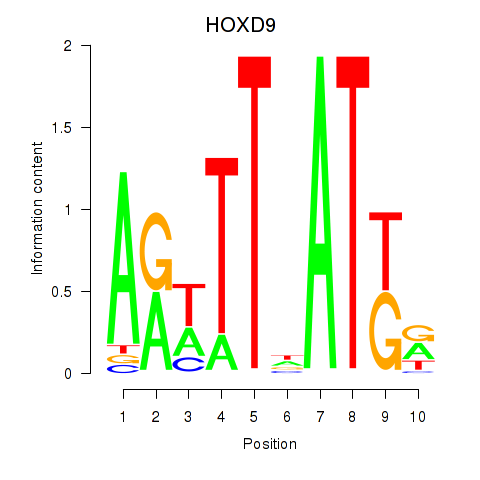 HOXD9
2
1.5
1
0.5
0
Information content
A T G C
G A
T A C
T A
T
T A G C
A
T
T G
G A T C
1 2 3 4 5 6 7 8 9 10
Position